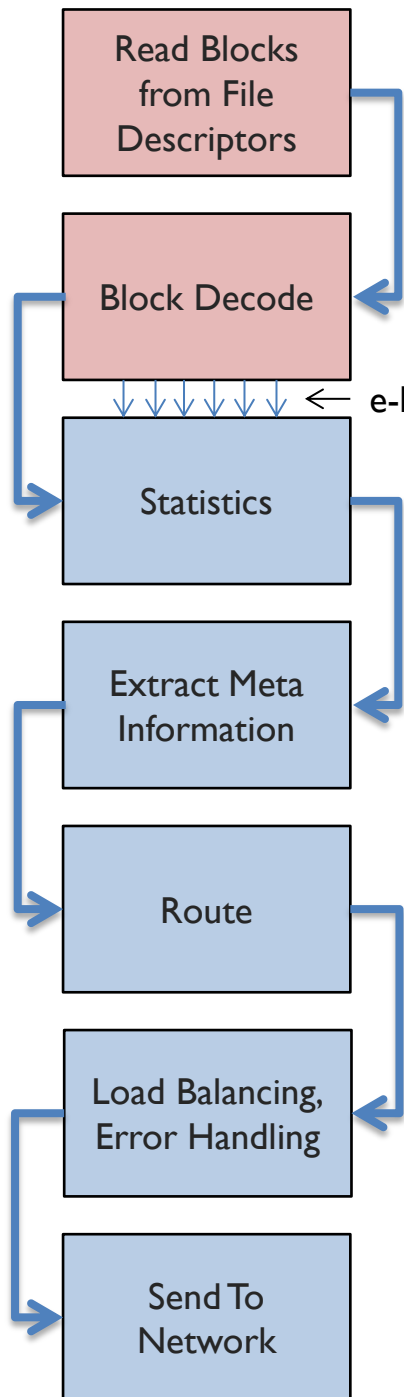 Read Blocks
from File
Descriptors
Block Decode
Statistics
Extract Meta
Information
Route
Load Balancing,
Error Handling
Send To
Network